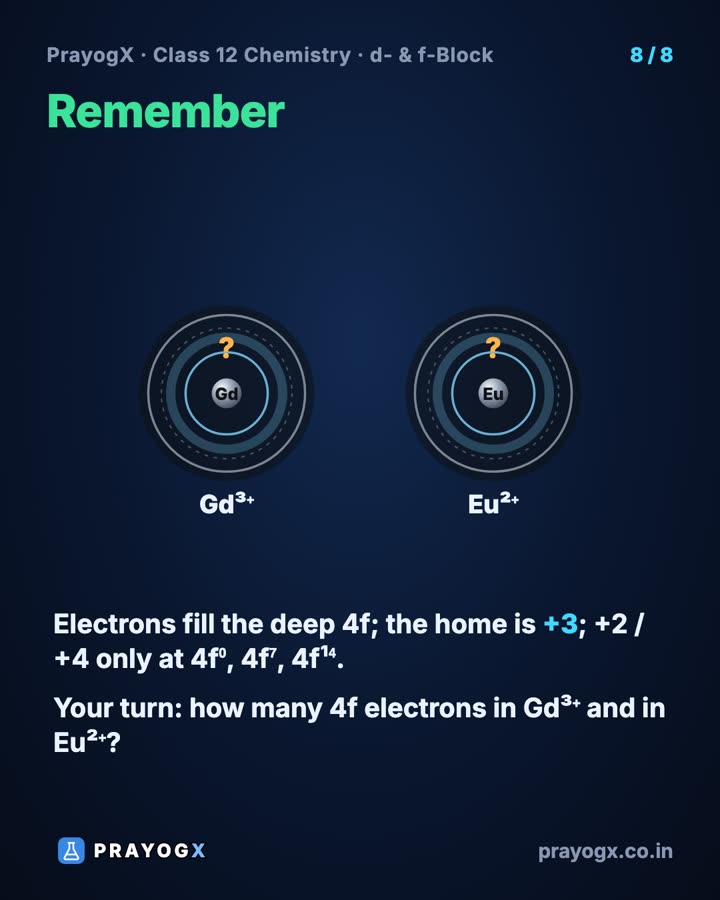 PrayogX · Class 12 Chemistry · d- & f-Block
8 / 8
Remember
?
?
Gd
Eu
Gd³⁺
Eu²⁺
Electrons fill the deep 4f; the home is +3; +2 /
+4 only at 4f⁰, 4f⁷, 4f¹⁴.
Your turn: how many 4f electrons in Gd³⁺ and in
Eu²⁺?
PRAYOGX
prayogx.co.in